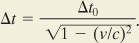 Δt = Δt₀ / √(1 − (v/c)²).